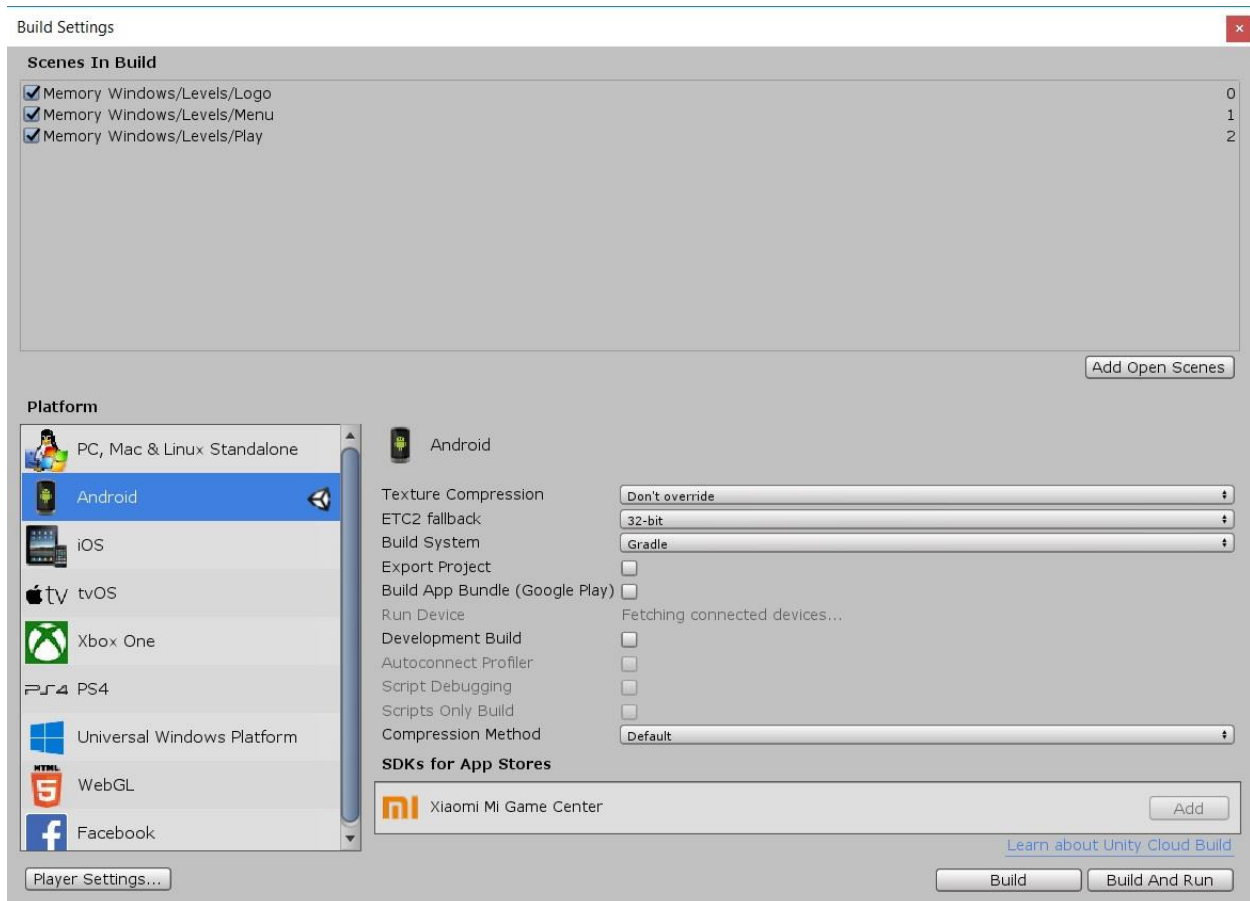 Build Settings
Scenes In Build
Memory Windows/Levels/Logo 0
Memory Windows/Levels/Menu 1
Memory Windows/Levels/Play 2
Add Open Scenes
Platform
PC, Mac & Linux Standalone
Android
iOS
tv tvOS
Xbox One
PS4 PS4
Universal Windows Platform
HTML 5 WebGL
f Facebook
Android
Texture Compression Don't override
ETC2 fallback 32-bit
Build System Gradle
Export Project
Build App Bundle (Google Play)
Run Device Fetching connected devices...
Development Build
Autoconnect Profiler
Script Debugging
Scripts Only Build
Compression Method Default
SDKs for App Stores
mi Xiaomi Mi Game Center Add
Learn about Unity Cloud Build
Player Settings... Build Build And Run